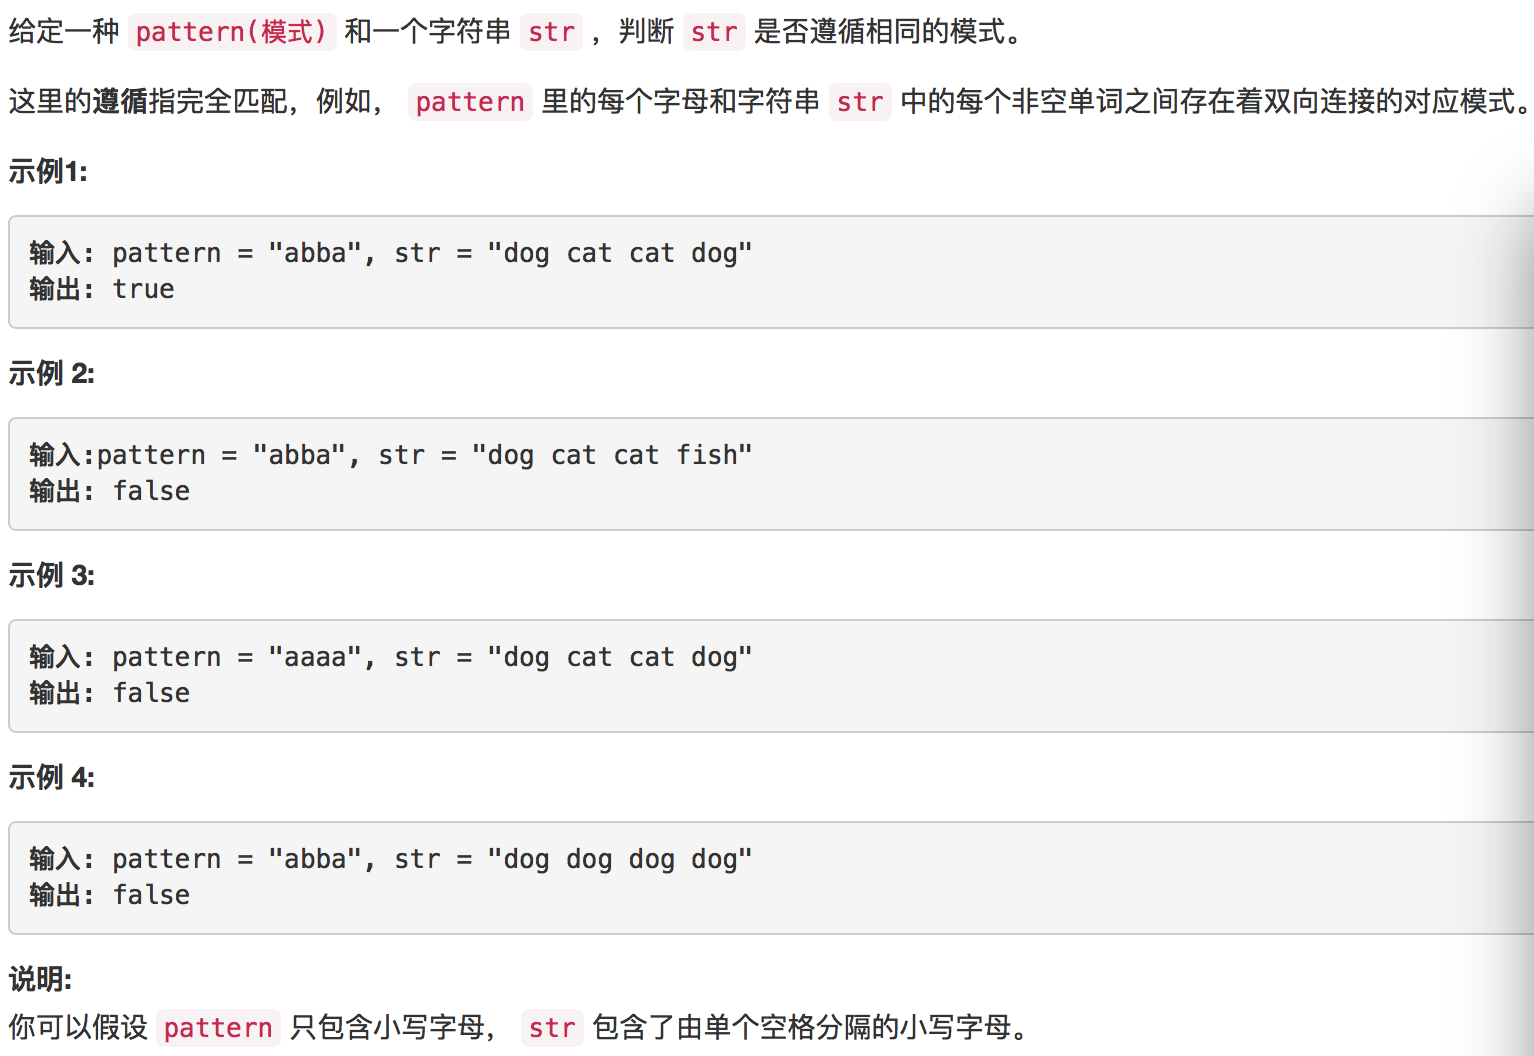 给定一种 pattern(模式) 和一个字符串 str ，判断 str 是否遵循相同的模式。
这里的遵循指完全匹配，例如， pattern 里的每个字母和字符串 str 中的每个非空单词之间存在着双向连接的对应模式。
示例1:
输入: pattern = "abba", str = "dog cat cat dog"
输出: true
示例 2:
输入:pattern = "abba", str = "dog cat cat fish"
输出: false
示例 3:
输入: pattern = "aaaa", str = "dog cat cat dog"
输出: false
示例 4:
输入: pattern = "abba", str = "dog dog dog dog"
输出: false
说明:
你可以假设 pattern 只包含小写字母， str 包含了由单个空格分隔的小写字母。